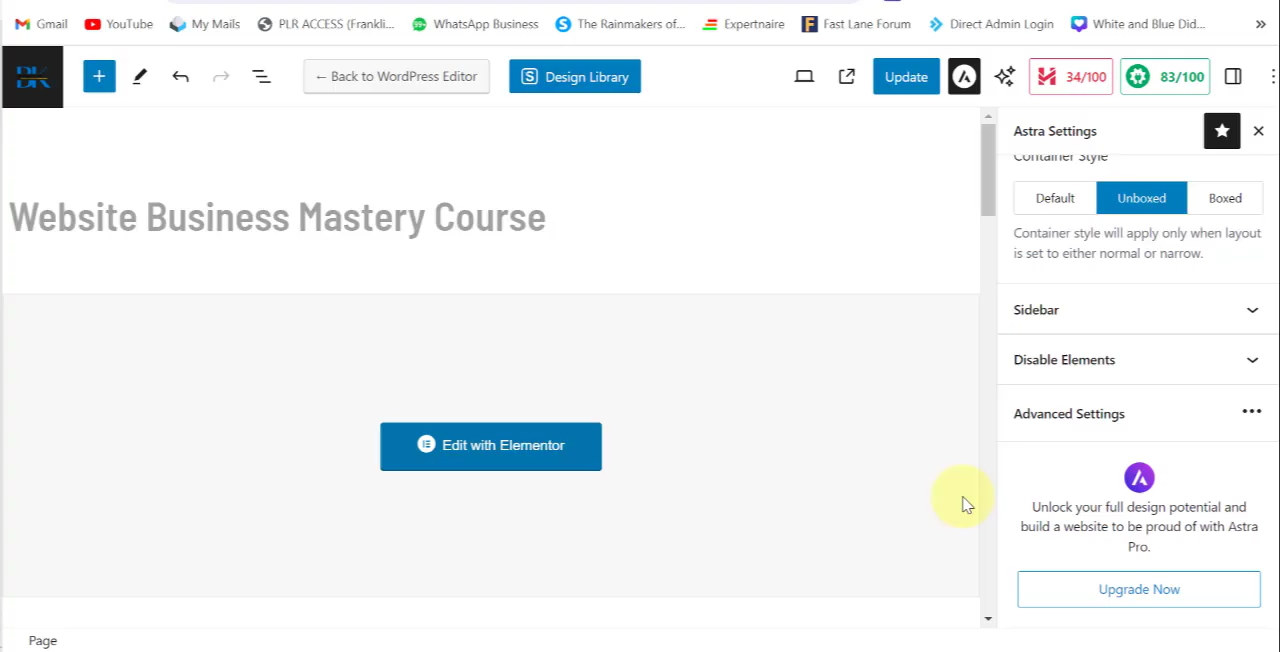 Gmail YouTube My Mails PLR ACCESS (Frankli... WhatsApp Business The Rainmakers of... Expertnaire Fast Lane Forum Direct Admin Login White and Blue Did... »
← Back to WordPress Editor Design Library Update 34/100 83/100
Astra Settings
Container Style
Default Unboxed Boxed
Container style will apply only when layout
is set to either normal or narrow.
Website Business Mastery Course
Sidebar
Disable Elements
Advanced Settings
Edit with Elementor
Unlock your full design potential and
build a website to be proud of with Astra
Pro.
Upgrade Now
Page